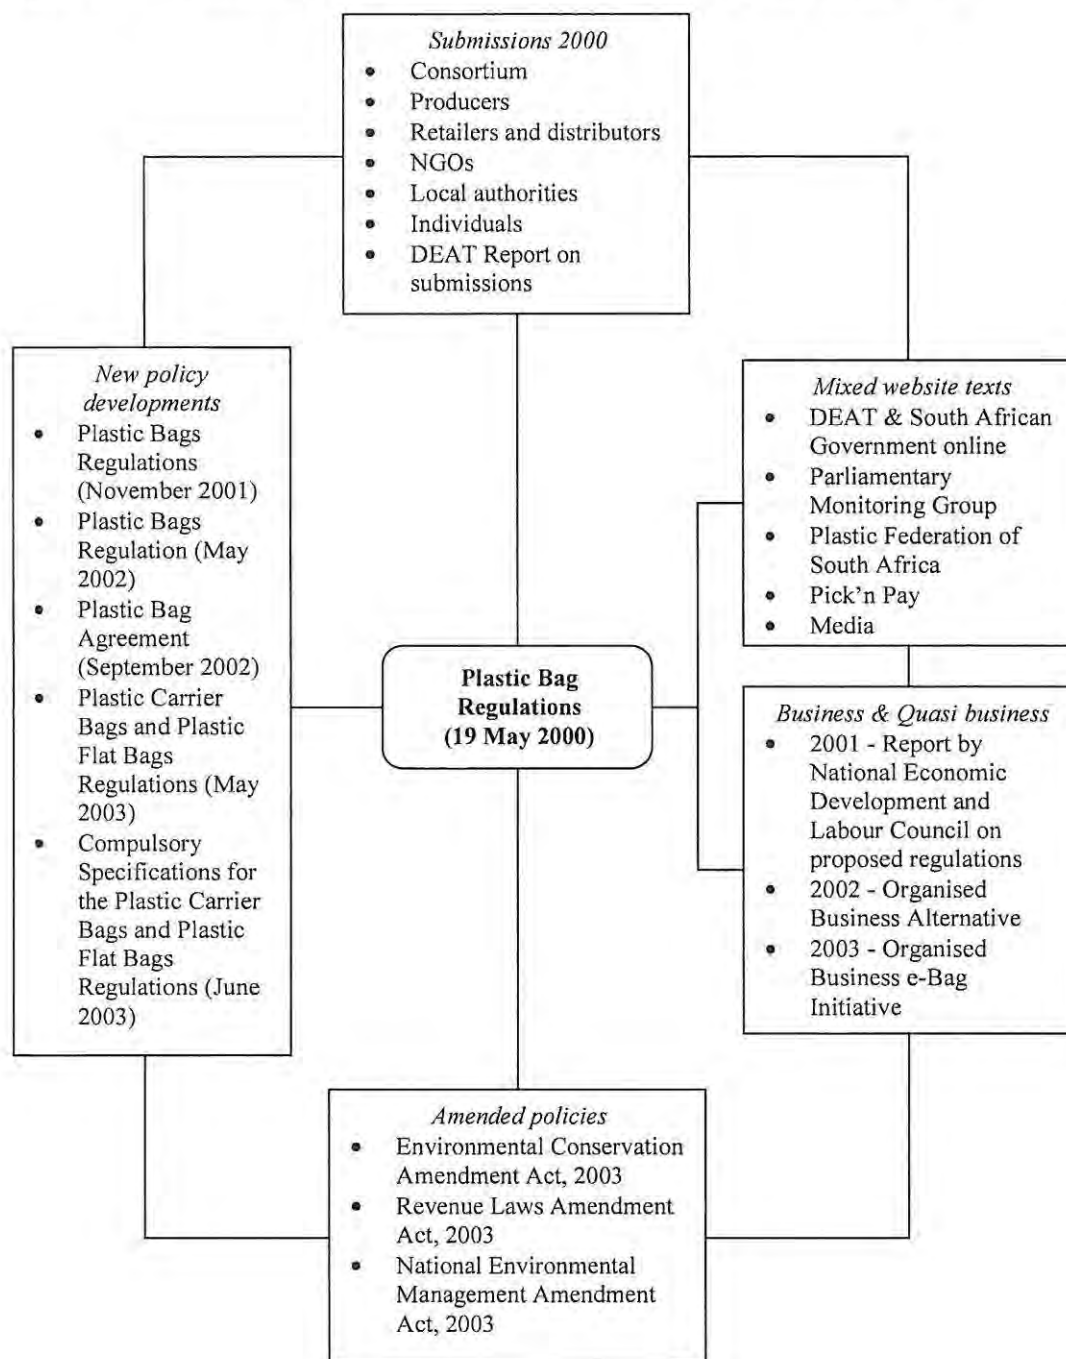 Submissions 2000
• Consortium
• Producers
• Retailers and distributors
• NGOs
• Local authorities
• Individuals
• DEAT Report on
submissions
New policy
developments
• Plastic Bags
Regulations
(November 2001)
• Plastic Bags
Regulation (May
2002)
• Plastic Bag
Agreement
(September 2002)
• Plastic Carrier
Bags and Plastic
Flat Bags
Regulations (May
2003)
• Compulsory
Specifications for
the Plastic Carrier
Bags and Plastic
Flat Bags
Regulations (June
2003)
Plastic Bag
Regulations
(19 May 2000)
Mixed website texts
• DEAT & South African
Government online
• Parliamentary
Monitoring Group
• Plastic Federation of
South Africa
• Pick'n Pay
• Media
Business & Quasi business
• 2001 - Report by
National Economic
Development and
Labour Council on
proposed regulations
• 2002 - Organised
Business Alternative
• 2003 - Organised
Business e-Bag
Initiative
Amended policies
• Environmental Conservation
Amendment Act, 2003
• Revenue Laws Amendment
Act, 2003
• National Environmental
Management Amendment
Act, 2003